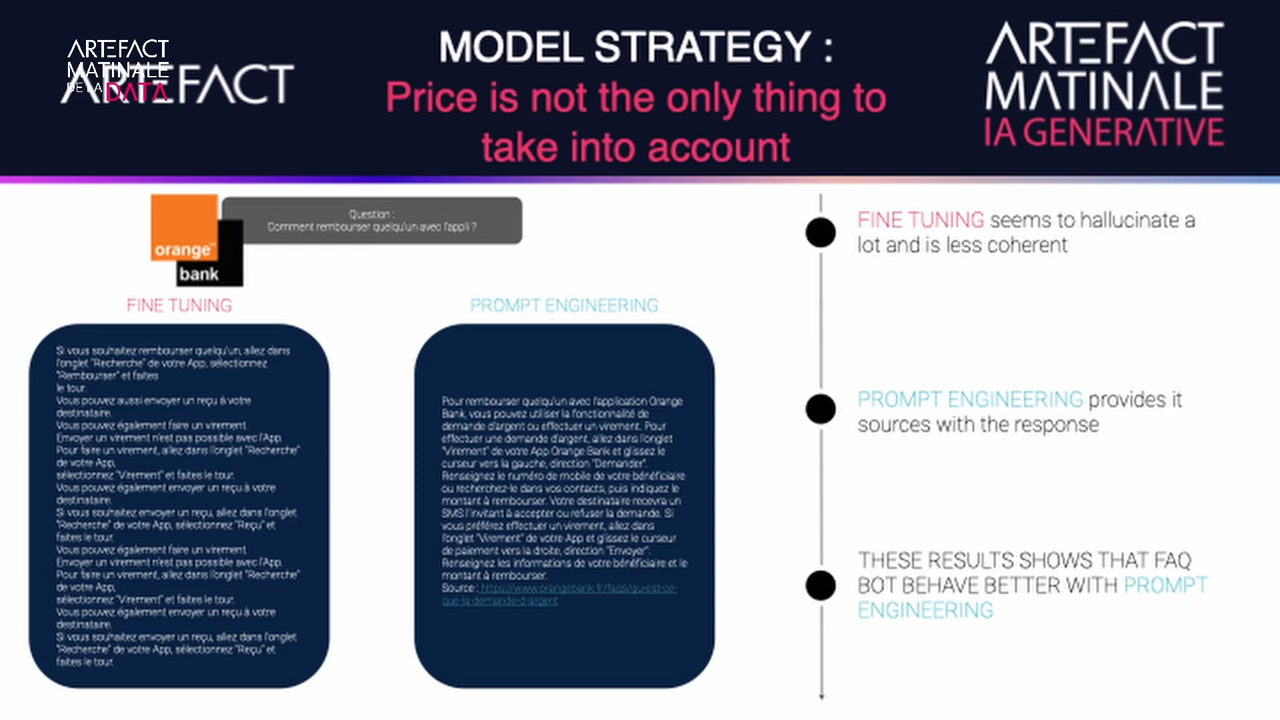 ARTEFACT
MATINALE
DE LA DATA
ARTEFACT
MODEL STRATEGY :
Price is not the only thing to
take into account
ARTEFACT
MATINALE
IA GENERATIVE
orange™
bank
Question :
Comment rembourser quelqu'un avec l'appli ?
FINE TUNING
Si vous souhaitez rembourser quelqu'un, allez dans
l'onglet "Recherche" de votre App, sélectionnez
"Rembourser" et faites
le tour.
Vous pouvez aussi envoyer un reçu à votre
destinataire.
Vous pouvez également faire un virement.
Envoyer un virement n'est pas possible avec l'App.
Pour faire un virement, allez dans l'onglet "Recherche"
de votre App,
sélectionnez "Virement" et faites le tour.
Vous pouvez également envoyer un reçu à votre
destinataire.
Si vous souhaitez envoyer un reçu, allez dans l'onglet
"Recherche" de votre App, sélectionnez "Reçu" et
faites le tour.
Vous pouvez également faire un virement.
Envoyer un virement n'est pas possible avec l'App.
Pour faire un virement, allez dans l'onglet "Recherche"
de votre App,
sélectionnez "Virement" et faites le tour.
Vous pouvez également envoyer un reçu à votre
destinataire.
Si vous souhaitez envoyer un reçu, allez dans l'onglet
"Recherche" de votre App, sélectionnez "Reçu" et
faites le tour.
PROMPT ENGINEERING
Pour rembourser quelqu'un avec l'application Orange
Bank, vous pouvez utiliser la fonctionnalité de
demande d'argent ou effectuer un virement. Pour
effectuer une demande d'argent, allez dans l'onglet
"Virement" de votre App Orange Bank et glissez le
curseur vers la gauche, direction "Demander".
Renseignez le numéro de mobile de votre bénéficiaire
ou recherchez-le dans vos contacts, puis indiquez le
montant à rembourser. Votre destinataire recevra un
SMS l'invitant à accepter ou refuser la demande. Si
vous préférez effectuer un virement, allez dans
l'onglet "Virement" de votre App et glissez le curseur
de paiement vers la droite, direction "Envoyer".
Renseignez les informations de votre bénéficiaire et le
montant à rembourser.
Source : https://www.orangebank.fr/faqs/qu-est-ce-
que-la-demande-d-argent
FINE TUNING seems to hallucinate a
lot and is less coherent
PROMPT ENGINEERING provides it
sources with the response
THESE RESULTS SHOWS THAT FAQ
BOT BEHAVE BETTER WITH PROMPT
ENGINEERING